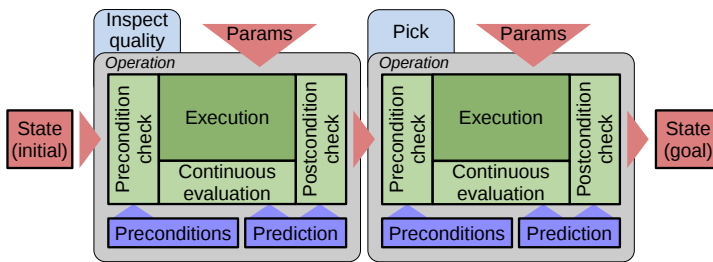 Inspect
quality
Params
Operation
Precondition
check
Execution
Continuous
evaluation
Postcondition
check
Preconditions
Prediction
State
(initial)
Pick
Params
Operation
Precondition
check
Execution
Continuous
evaluation
Postcondition
check
Preconditions
Prediction
State
(goal)